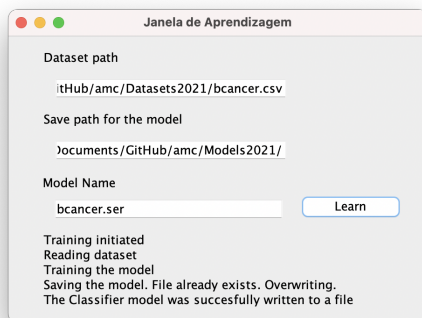 Janela de Aprendizagem
Dataset path
itHub/amc/Datasets2021/bcancer.csv
Save path for the model
Documents/GitHub/amc/Models2021/
Model Name
bcancer.ser
Learn
Training initiated
Reading dataset
Training the model
Saving the model. File already exists. Overwriting.
The Classifier model was succesfully written to a file